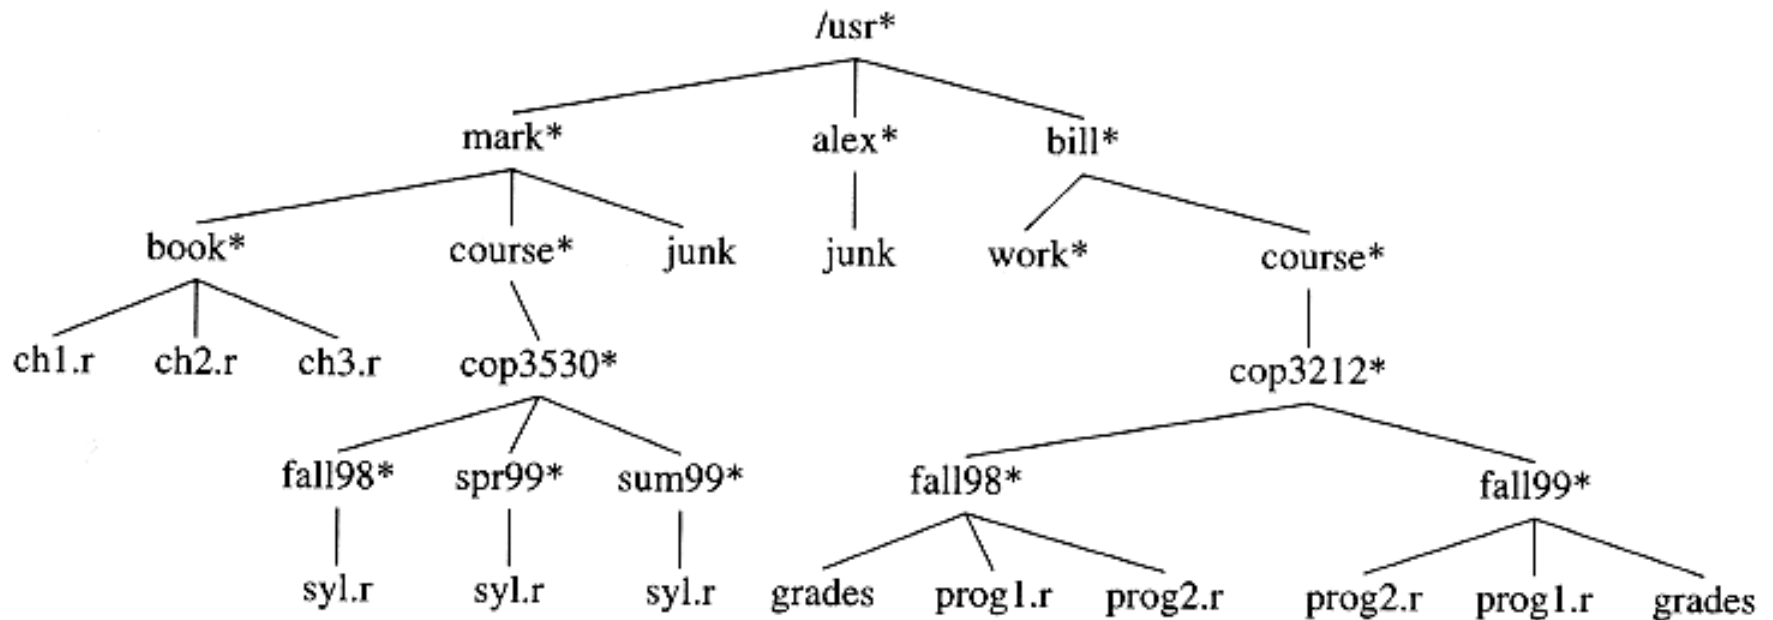 /usr*
mark* alex* bill*
book* course* junk junk work* course*
ch1.r ch2.r ch3.r cop3530* cop3212*
fall98* spr99* sum99* fall98* fall99*
syl.r syl.r syl.r grades prog1.r prog2.r prog2.r prog1.r grades